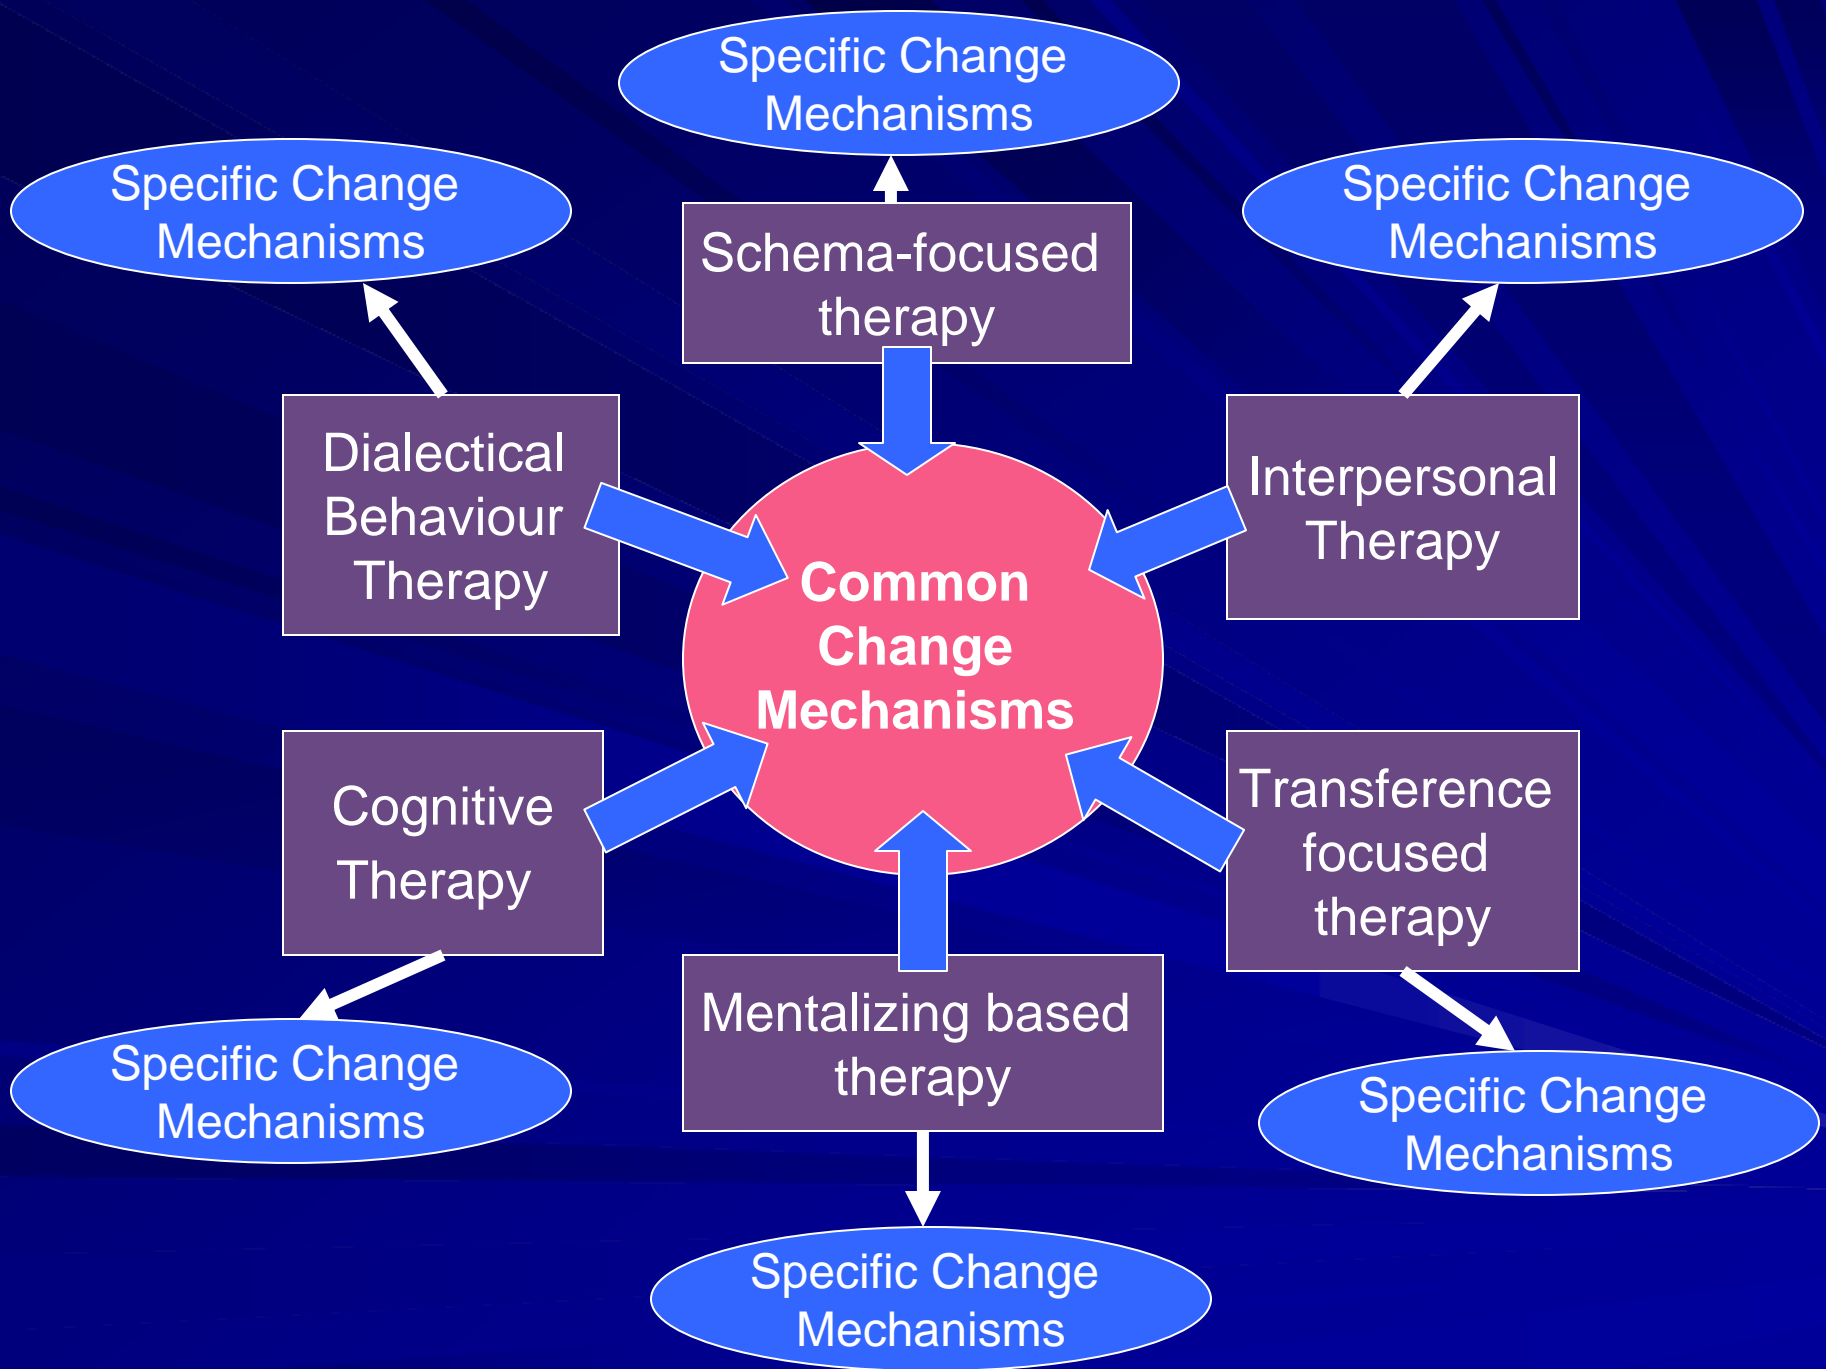 Specific Change
Mechanisms
Specific Change
Mechanisms
Specific Change
Mechanisms
Schema-focused
therapy
Dialectical
Behaviour
Therapy
Interpersonal
Therapy
Common
Change
Mechanisms
Cognitive
Therapy
Transference
focused
therapy
Mentalizing based
therapy
Specific Change
Mechanisms
Specific Change
Mechanisms
Specific Change
Mechanisms